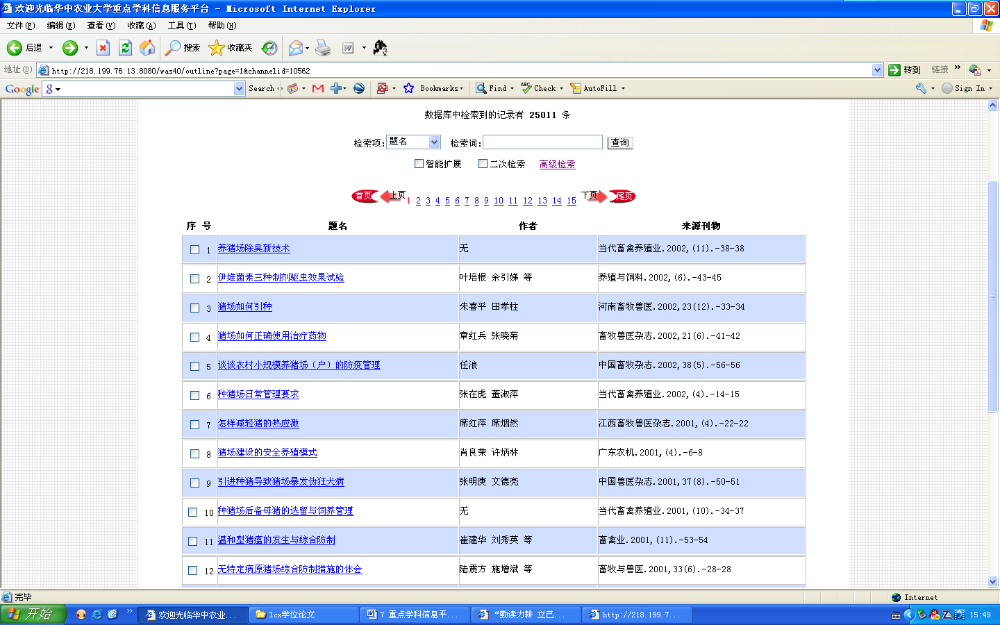 欢迎光临华中农业大学重点学科信息服务平台 - Microsoft Internet Explorer
文件(F) 编辑(E) 查看(V) 收藏(A) 工具(T) 帮助(H)
后退 搜索 收藏夹
地址(D) http://218.199.76.13:8080/was40/outline?page=1&channelid=10562 转到 链接 »
Google g Search Bookmarks Find ABC Check AutoFill Sign In
数据库中检索到的记录有 25011 条
检索项: 题名 检索词: 查询
智能扩展 二次检索 高级检索
首页 上页 1 2 3 4 5 6 7 8 9 10 11 12 13 14 15 下页 尾页
序 号 题名 作者 来源刊物
1 养猪场除臭新技术 无 当代畜禽养殖业.2002,(11).-38-38
2 伊维菌素三种制剂驱虫效果试验 叶培根 余引娣 等 养殖与饲料.2002,(6).-43-45
3 猪场如何引种 朱喜平 田孝柱 河南畜牧兽医.2002,23(12).-33-34
4 猪场如何正确使用治疗药物 章红兵 张晓菊 畜牧兽医杂志.2002,21(6).-41-42
5 谈谈农村小规模养猪场（户）的防疫管理 任浪 中国畜牧杂志.2002,38(5).-56-56
6 种猪场日常管理要求 张在虎 董淑萍 当代畜禽养殖业.2002,(4).-14-15
7 怎样减轻猪的热应激 席红萍 席烟然 江西畜牧兽医杂志.2001,(4).-22-22
8 猪场建设的安全养殖模式 肖良荣 许炳林 广东农机.2001,(4).-6-8
9 引进种猪导致猪场暴发伪狂犬病 张明庚 文德亮 中国兽医杂志.2001,37(8).-50-51
10 种猪场后备母猪的选留与饲养管理 无 当代畜禽养殖业.2001,(10).-34-37
11 温和型猪瘟的发生与综合防制 崔建华 刘秀英 等 畜禽业.2001,(11).-53-54
12 无特定病原猪场综合防制措施的体会 陆震方 施增斌 等 畜牧与兽医.2001,33(6).-28-28
完毕 Internet
开始 » 欢迎光临华中农业... lcx学位论文 7 重点学科信息平... “勤读力耕 立己... http://218.199.7... 15:49